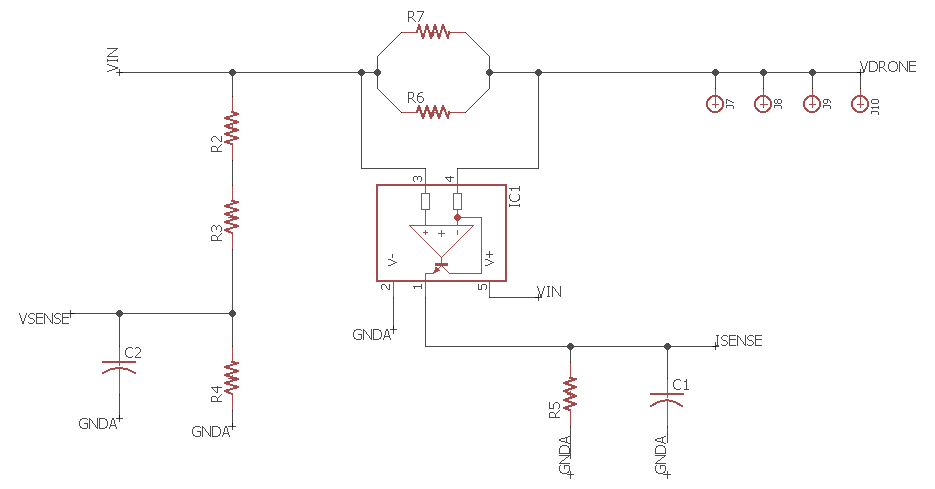 R7
VIN
VDRONE
R6
J7
J8
J9
J10
R2
3
4
IC1
R3
+
+
-
V-
V+
2
1
5
VIN
VSENSE
GNDA
ISENSE
C2
R4
C1
R5
GNDA
GNDA
GNDA
GNDA